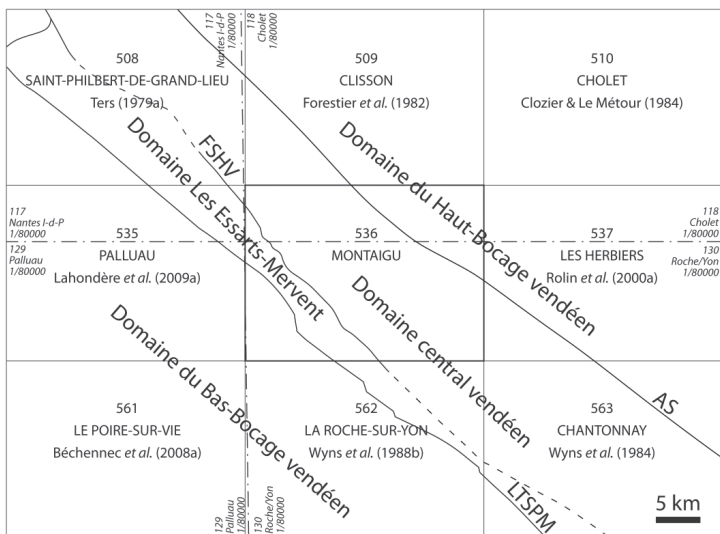 117
Nantes I-d-P
1/80000
118
Cholet
1/80000
508
SAINT-PHILBERT-DE-GRAND-LIEU
Ters (1979a)
509
CLISSON
Forestier et al. (1982)
510
CHOLET
Clozier & Le Métour (1984)
FSHV
Domaine Les Essarts-Mervent
Domaine du Haut-Bocage vendéen
117
Nantes I-d-P
1/80000
129
Palluau
1/80000
535
PALLUAU
Lahondère et al. (2009a)
536
MONTAIGU
537
LES HERBIERS
Rolin et al. (2000a)
118
Cholet
1/80000
130
Roche/Yon
1/80000
Domaine central vendéen
Domaine du Bas-Bocage vendéen
AS
561
LE POIRE-SUR-VIE
Béchennec et al. (2008a)
562
LA ROCHE-SUR-YON
Wyns et al. (1988b)
563
CHANTONNAY
Wyns et al. (1984)
LTSPM
129
Palluau
1/80000
130
Roche/Yon
1/80000
5 km